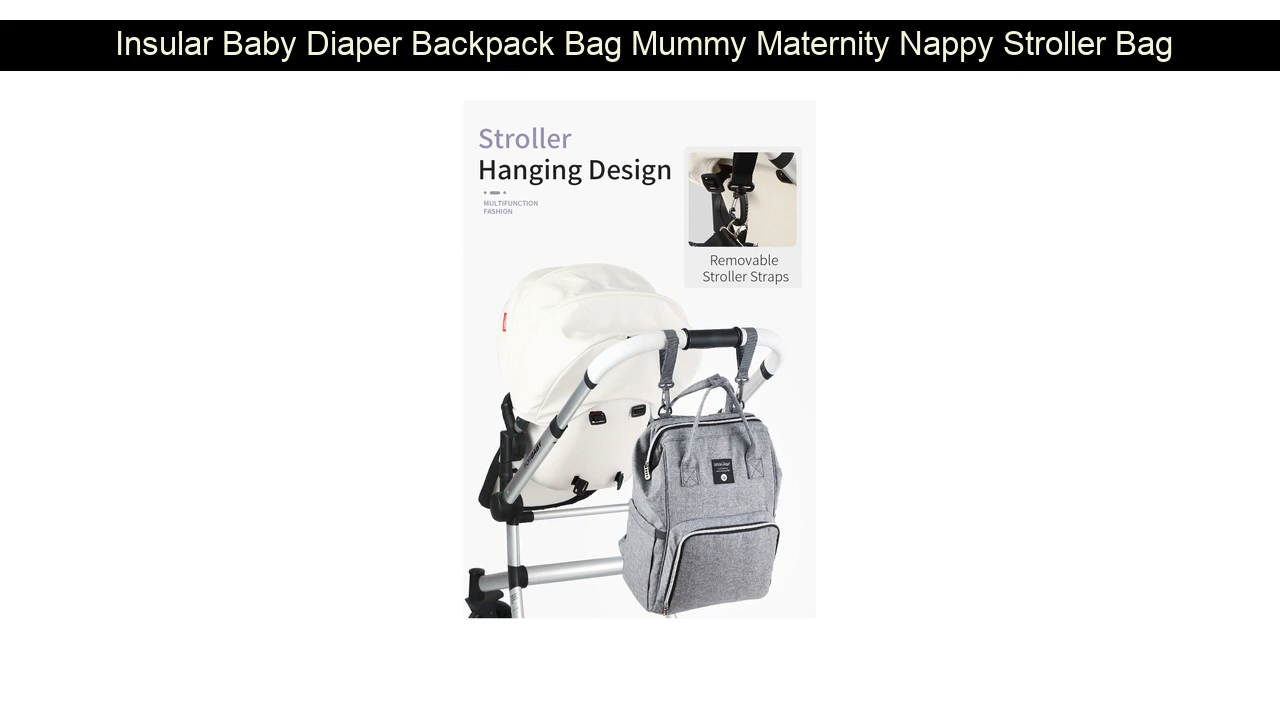 Insular Baby Diaper Backpack Bag Mummy Maternity Nappy Stroller Bag
Stroller
Hanging Design
MULTIFUNCTION
FASHION
Removable
Stroller Straps